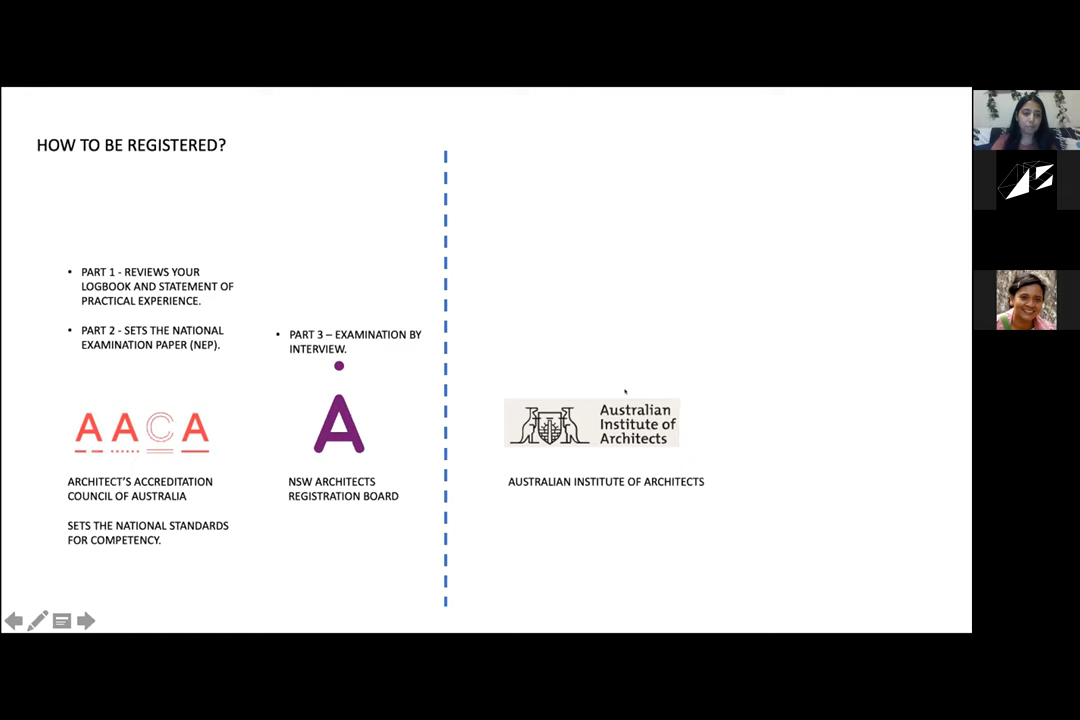 HOW TO BE REGISTERED?
• PART 1 - REVIEWS YOUR
LOGBOOK AND STATEMENT OF
PRACTICAL EXPERIENCE.
• PART 2 - SETS THE NATIONAL
EXAMINATION PAPER (NEP).
AACA
ARCHITECT'S ACCREDITATION
COUNCIL OF AUSTRALIA
SETS THE NATIONAL STANDARDS
FOR COMPETENCY.
• PART 3 – EXAMINATION BY
INTERVIEW.
A
NSW ARCHITECTS
REGISTRATION BOARD
Australian
Institute of
Architects
AUSTRALIAN INSTITUTE OF ARCHITECTS